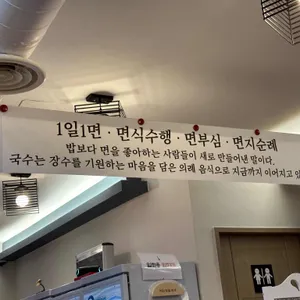 1일1면 · 면식수행 · 면부심 · 면지순례
밥보다 면을 좋아하는 사람들이 새로 만들어낸 말이다.
국수는 장수를 기원하는 마음을 담은 의례 음식으로 지금까지 이어지고 있